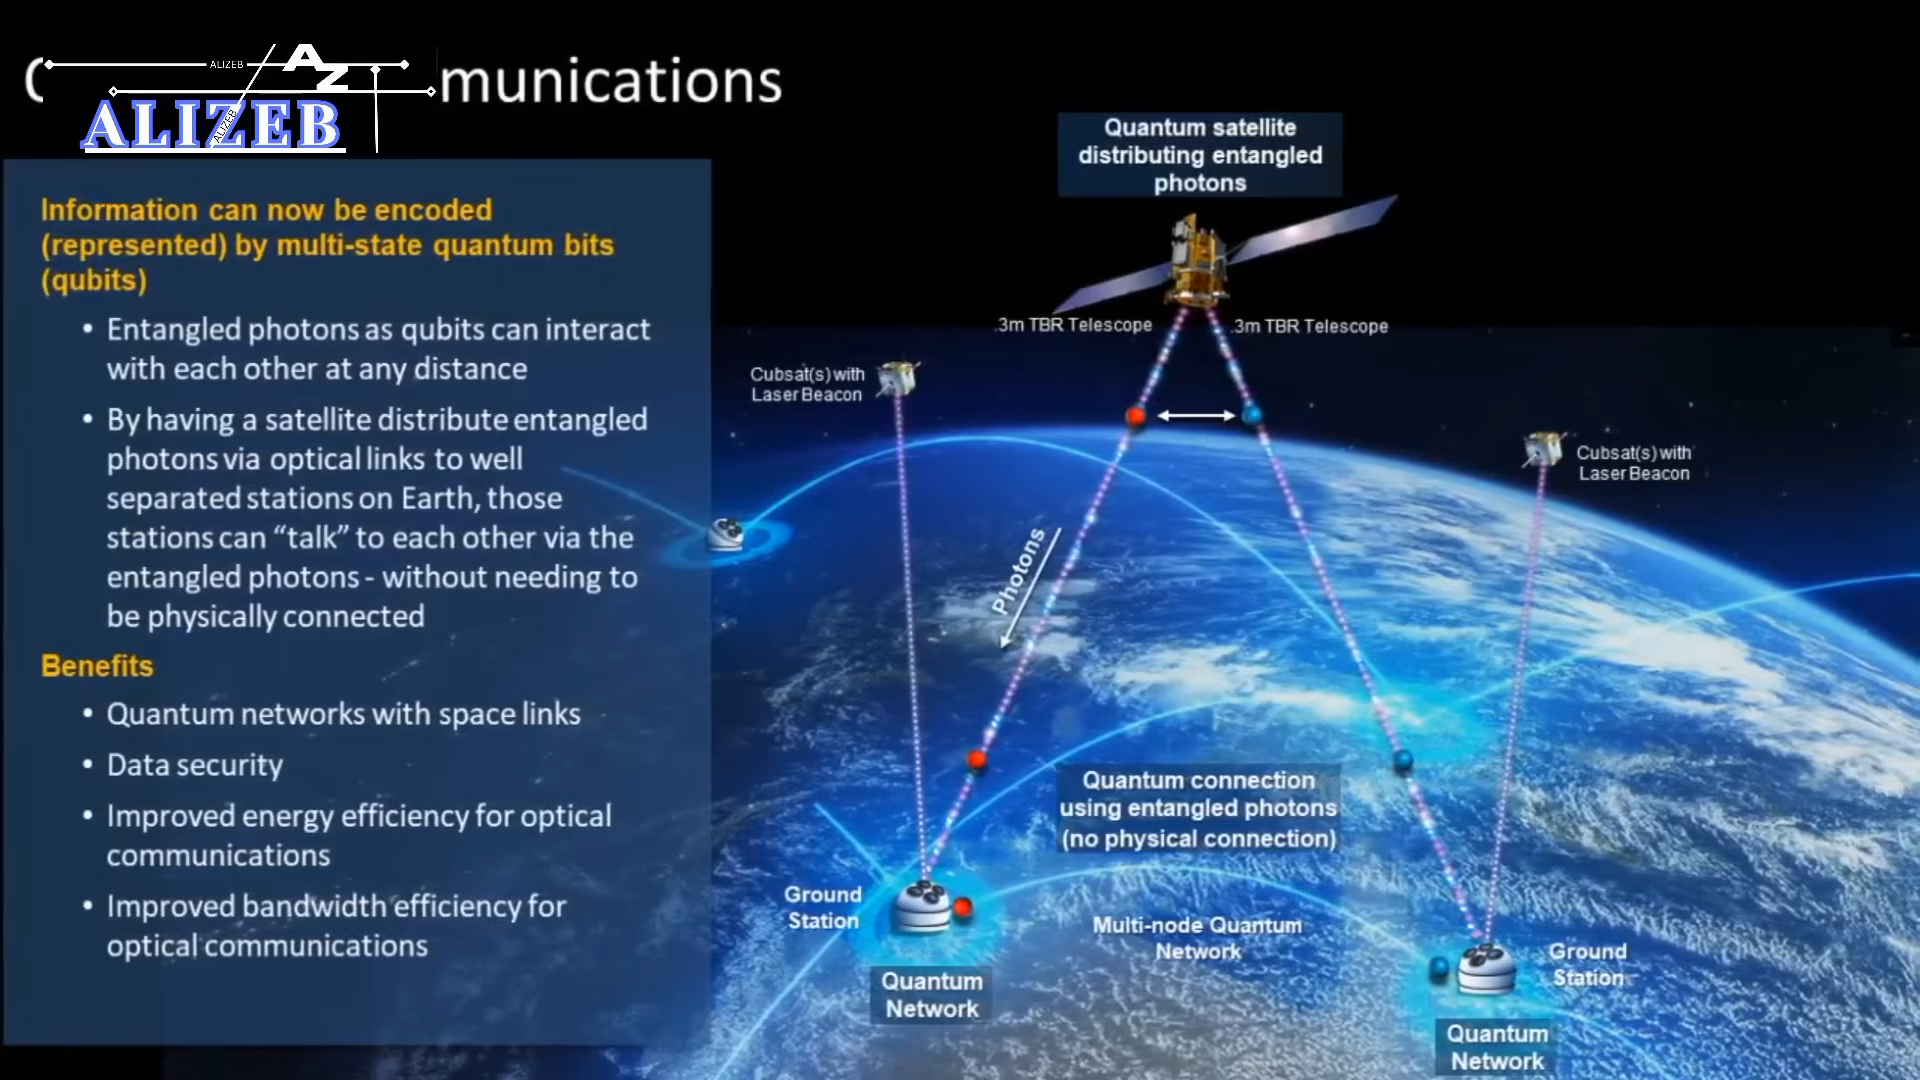 ALIZEB
AZ
munications
ALIZEB
ALIZEB
Quantum satellite
distributing entangled
photons
Information can now be encoded
(represented) by multi-state quantum bits
(qubits)
• Entangled photons as qubits can interact
with each other at any distance
• By having a satellite distribute entangled
photons via optical links to well
separated stations on Earth, those
stations can “talk” to each other via the
entangled photons - without needing to
be physically connected
Benefits
• Quantum networks with space links
• Data security
• Improved energy efficiency for optical
communications
• Improved bandwidth efficiency for
optical communications
.3m TBR Telescope
.3m TBR Telescope
Cubsat(s) with
Laser Beacon
Cubsat(s) with
Laser Beacon
Photons
Quantum connection
using entangled photons
(no physical connection)
Ground
Station
Multi-node Quantum
Network
Ground
Station
Quantum
Network
Quantum
Network